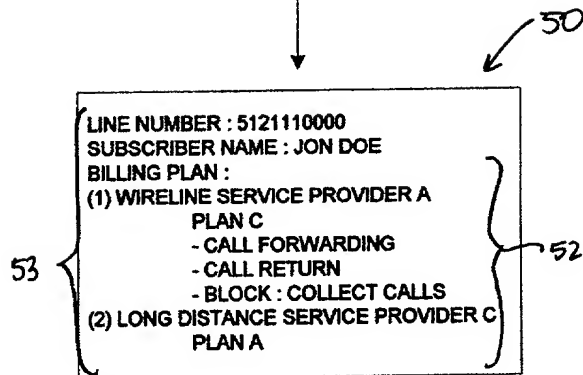 50
LINE NUMBER : 5121110000
SUBSCRIBER NAME : JON DOE
BILLING PLAN :
(1) WIRELINE SERVICE PROVIDER A
PLAN C
- CALL FORWARDING
- CALL RETURN
- BLOCK : COLLECT CALLS
(2) LONG DISTANCE SERVICE PROVIDER C
PLAN A
53
52